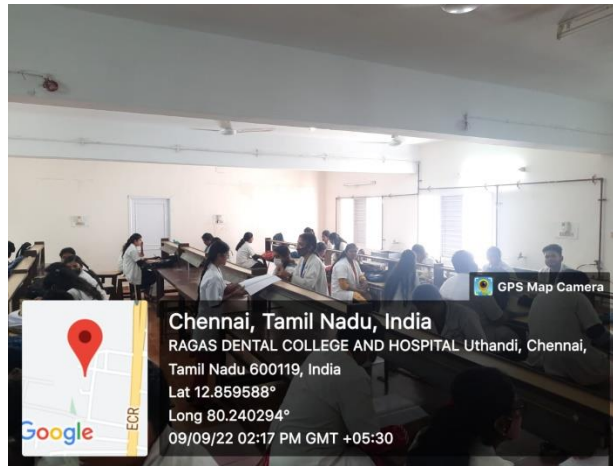 GPS Map Camera
Chennai, Tamil Nadu, India
RAGAS DENTAL COLLEGE AND HOSPITAL Uthandi, Chennai,
Tamil Nadu 600119, India
Lat 12.859588°
Long 80.240294°
09/09/22 02:17 PM GMT +05:30
Google
ECR